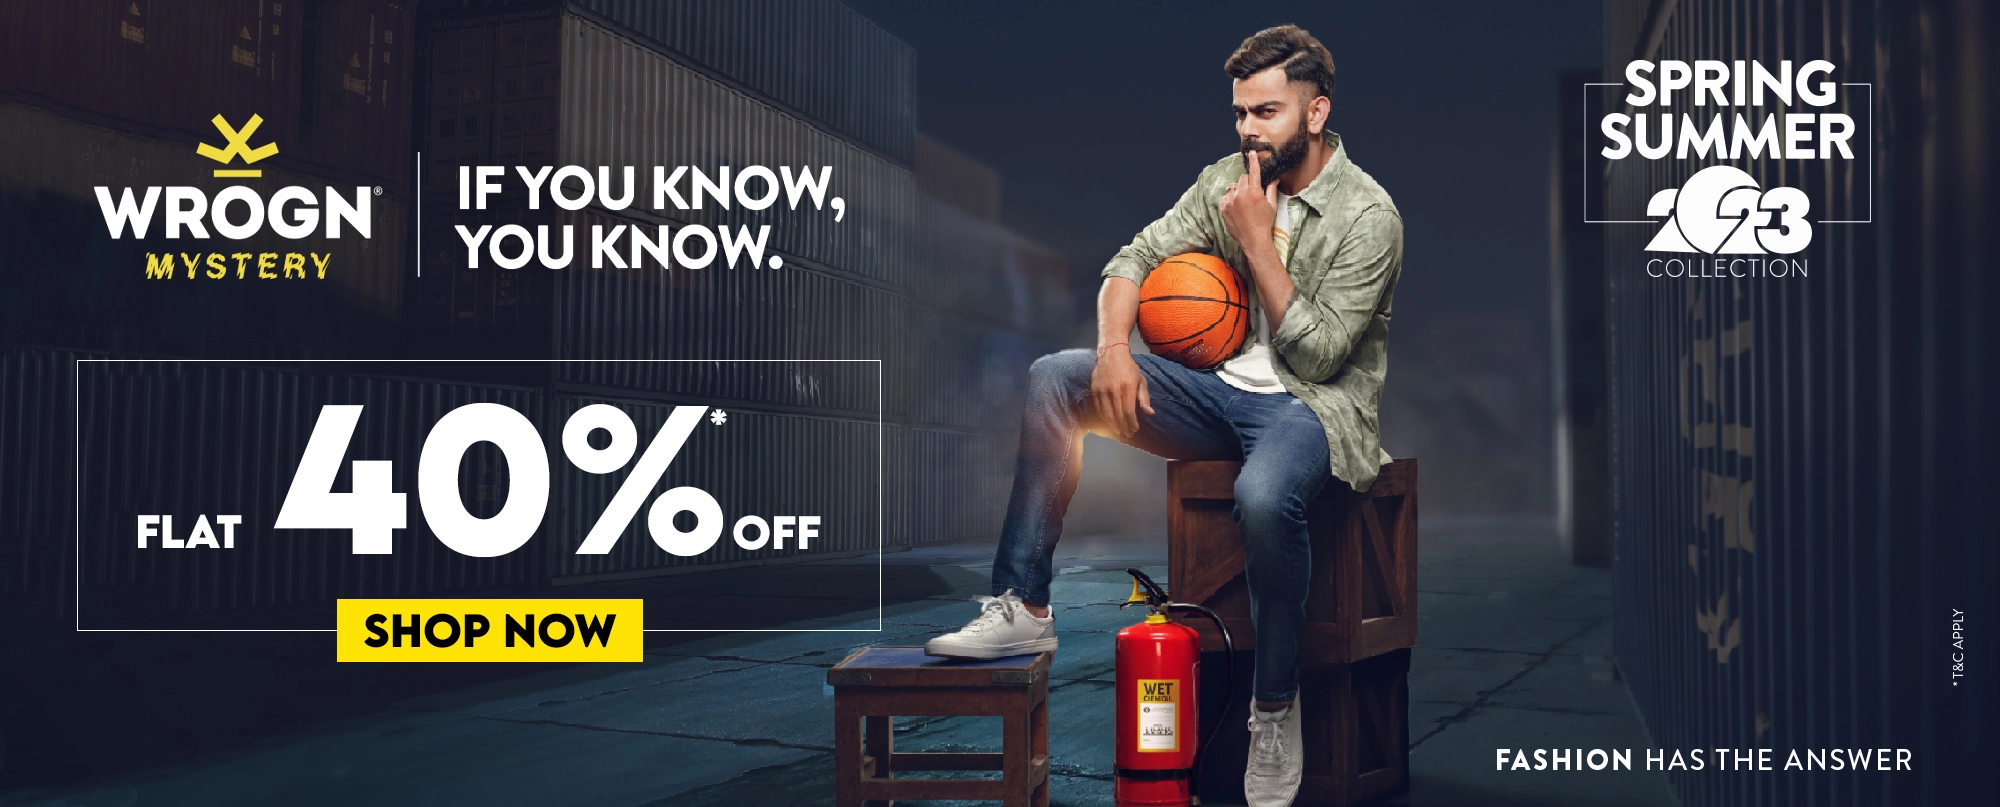 WROGN®
MYSTERY
IF YOU KNOW,
YOU KNOW.
FLAT 40%* OFF
SHOP NOW
SPRING
SUMMER
2023
COLLECTION
WET
CHEMICAL
*T&C APPLY
FASHION HAS THE ANSWER